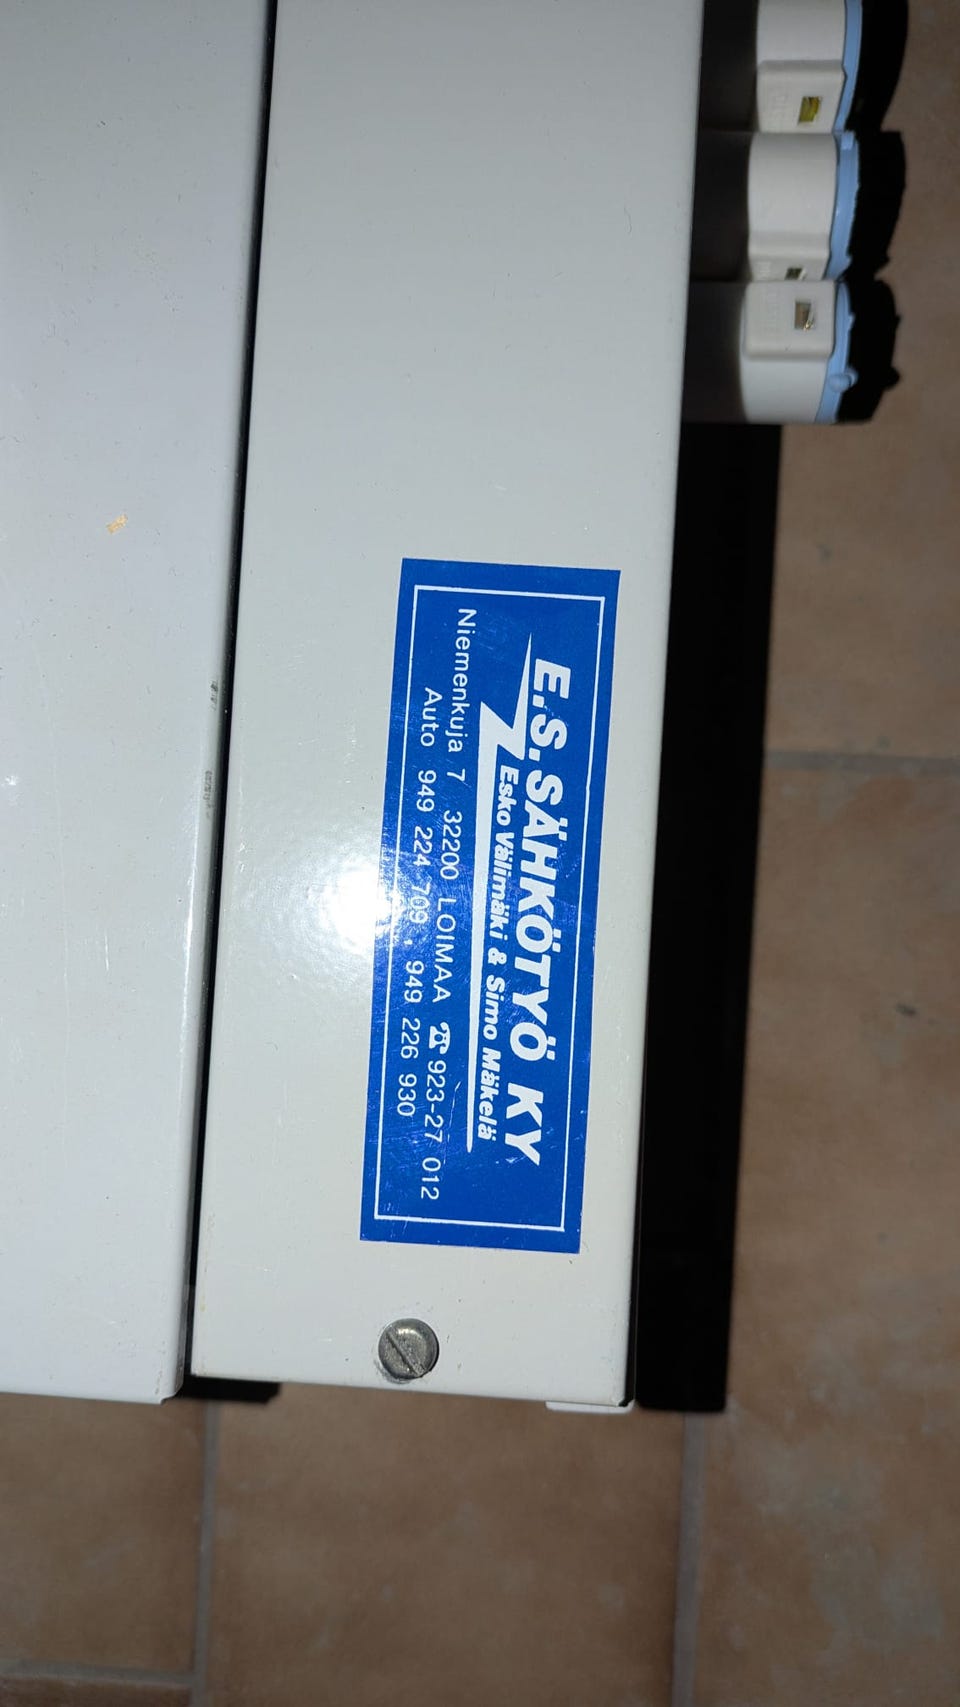 E.S.SÄHKÖTYÖ KY
Esko Välimäki & Simo Mäkelä
Niemenkuja 7 32200 LOIMAA ☎ 923-27 012
Auto 949 224 709, 949 226 930